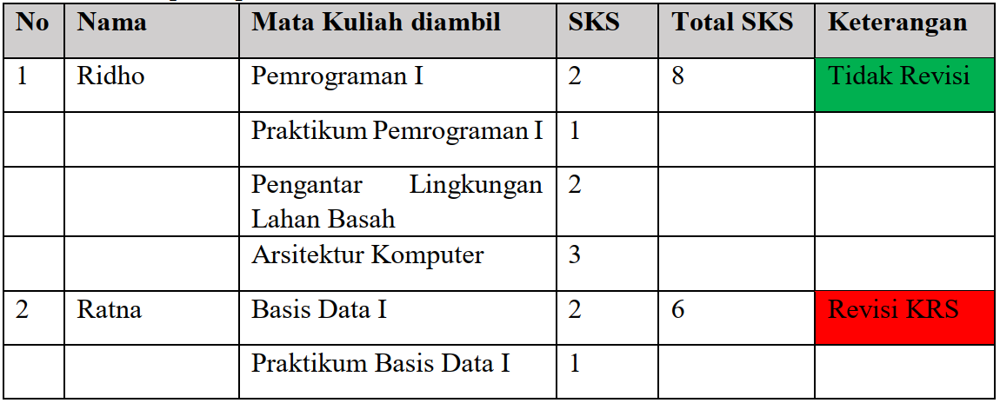 No Nama Mata Kuliah diambil SKS Total SKS Keterangan
1 Ridho Pemrograman I 2 8 Tidak Revisi
Praktikum Pemrograman I 1
Pengantar Lingkungan 2
Lahan Basah
Arsitektur Komputer 3
2 Ratna Basis Data I 2 6 Revisi KRS
Praktikum Basis Data I 1